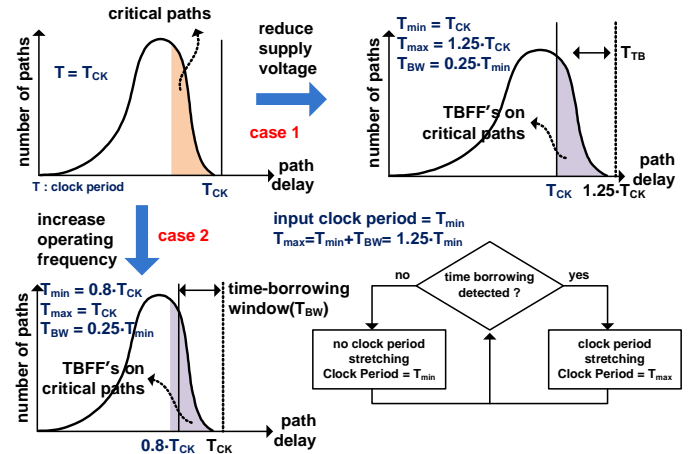 critical paths
number of paths
T = T_CK
T : clock period
T_CK
path
delay
reduce
supply
voltage
case 1
T_min = T_CK
T_max = 1.25·T_CK
T_BW = 0.25·T_min
number of paths
T_TB
TBFF's on
critical paths
T_CK
1.25·T_CK
path
delay
increase
operating
frequency
case 2
input clock period = T_min
T_max=T_min+T_BW= 1.25·T_min
T_min = 0.8·T_CK
T_max = T_CK
T_BW = 0.25·T_min
number of paths
time-borrowing
window(T_BW)
TBFF's on
critical paths
0.8·T_CK
T_CK
path
delay
no
time borrowing
detected ?
yes
no clock period
stretching
Clock Period = T_min
clock period
stretching
Clock Period = T_max